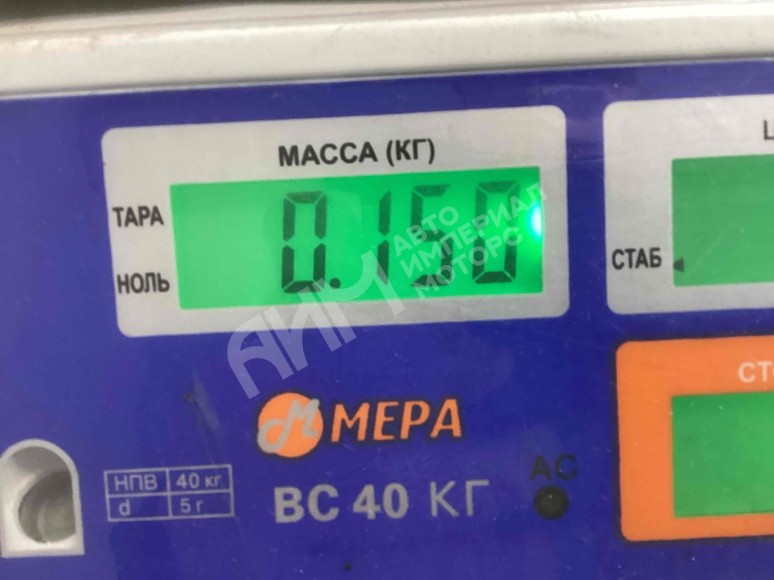 МАССА (КГ)
ТАРА
0.150
НОЛЬ
СТАБ
АИМ
АВТО
ИМПЕРИАЛ
МОТОРС
М МЕРА
НПВ 40 кг
d 5 г
ВС 40 КГ
АС